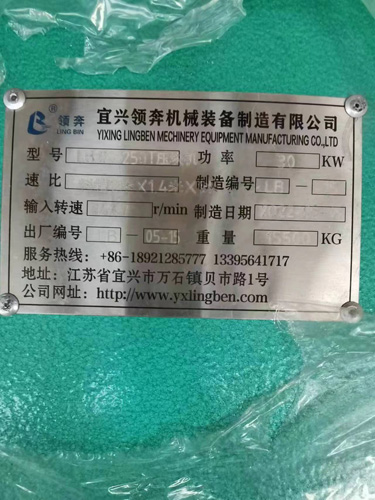 ®
领奔
LING BIN
宜兴领奔机械装备制造有限公司
YIXING LINGBEN MECHINERY EQUIPMENT MANUFACTURING CO.,LTD
型号 功率 KW
速比 制造编号
输入转速 r/min 制造日期
出厂编号 05-1 重量 KG
服务热线: +86-18921285777 13395641717
地址: 江苏省宜兴市万石镇贝市路1号
公司网址: http://www.yxlingben.com